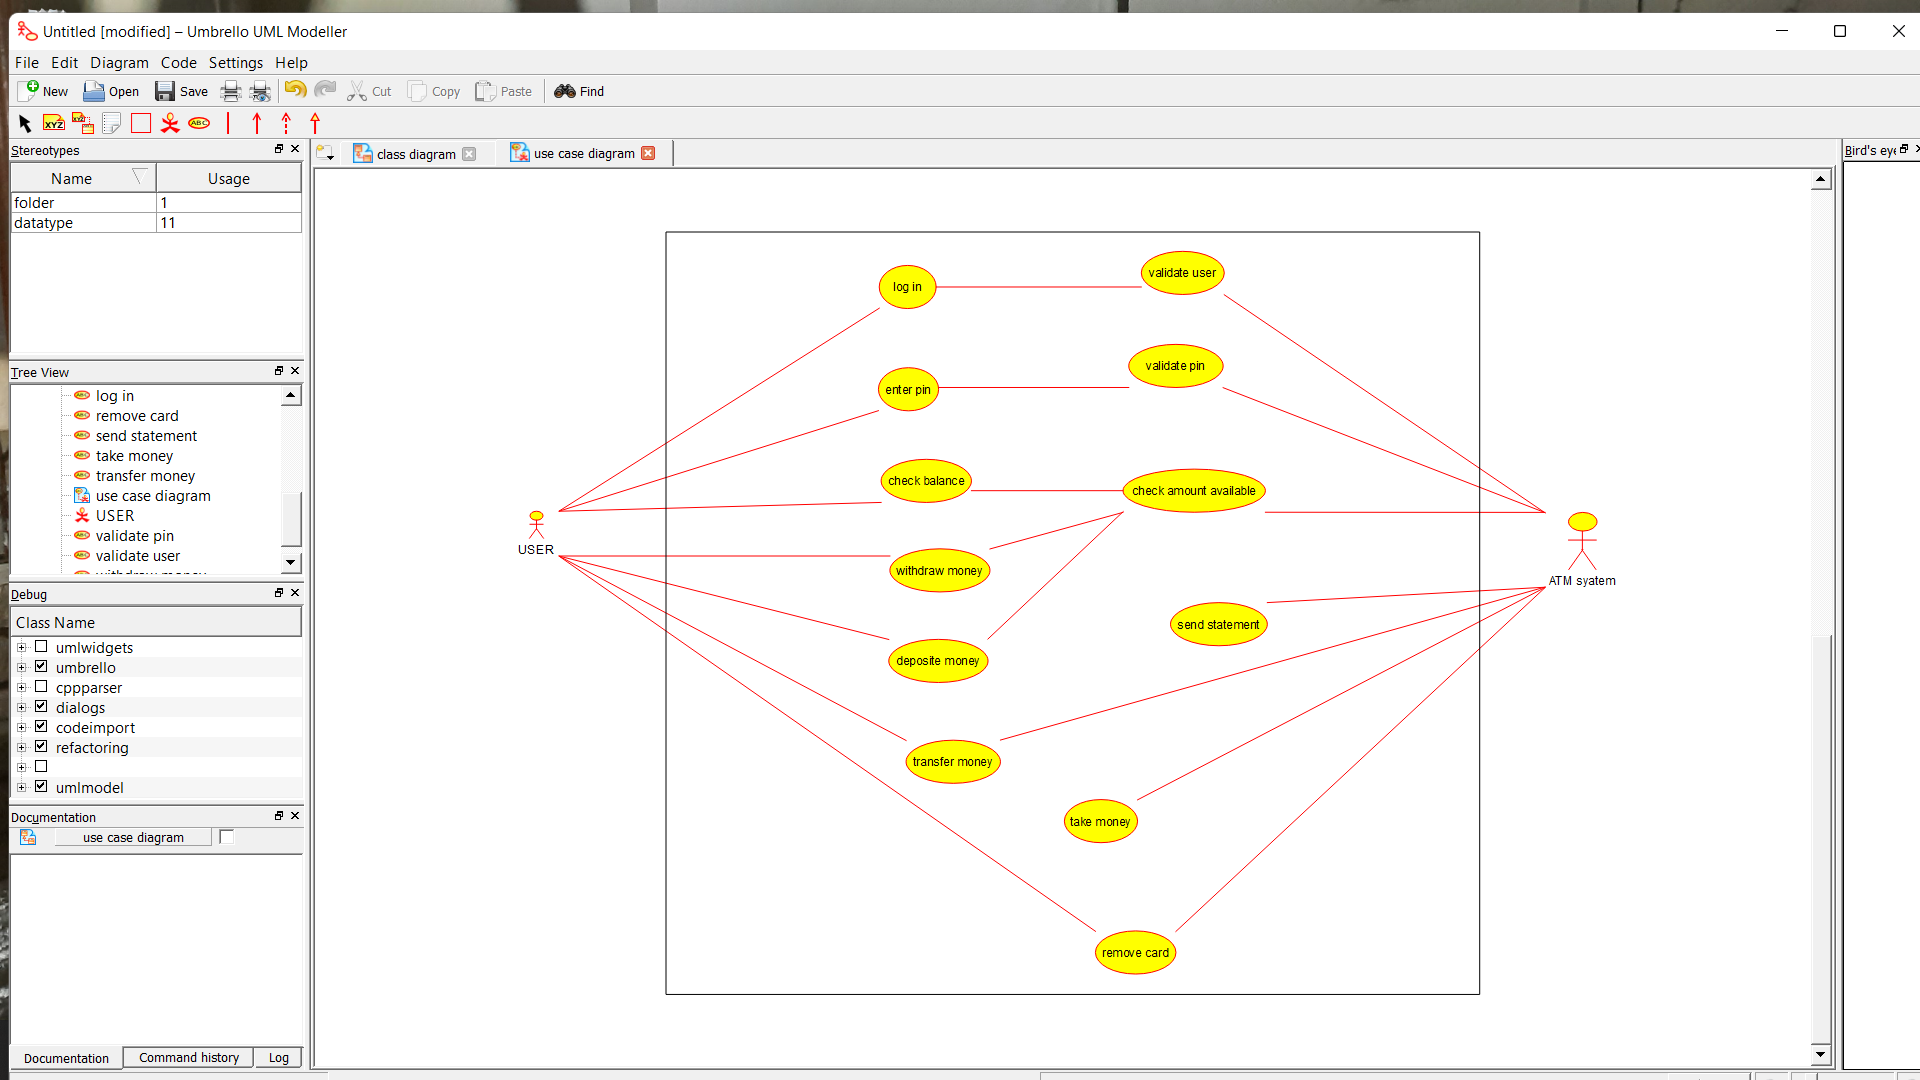 Untitled [modified] – Umbrello UML Modeller
File Edit Diagram Code Settings Help
New Open Save Cut Copy Paste Find
XYZ XYZ ABC
Stereotypes
Name Usage
folder 1
datatype 11
Tree View
log in
remove card
send statement
take money
transfer money
use case diagram
USER
validate pin
validate user
Debug
Class Name
umlwidgets
umbrello
cppparser
dialogs
codeimport
refactoring
umlmodel
Documentation
use case diagram
Documentation Command history Log
class diagram use case diagram
log in
validate user
enter pin
validate pin
check balance
check amount available
USER
withdraw money
ATM syatem
send statement
deposite money
transfer money
take money
remove card
Bird's eye